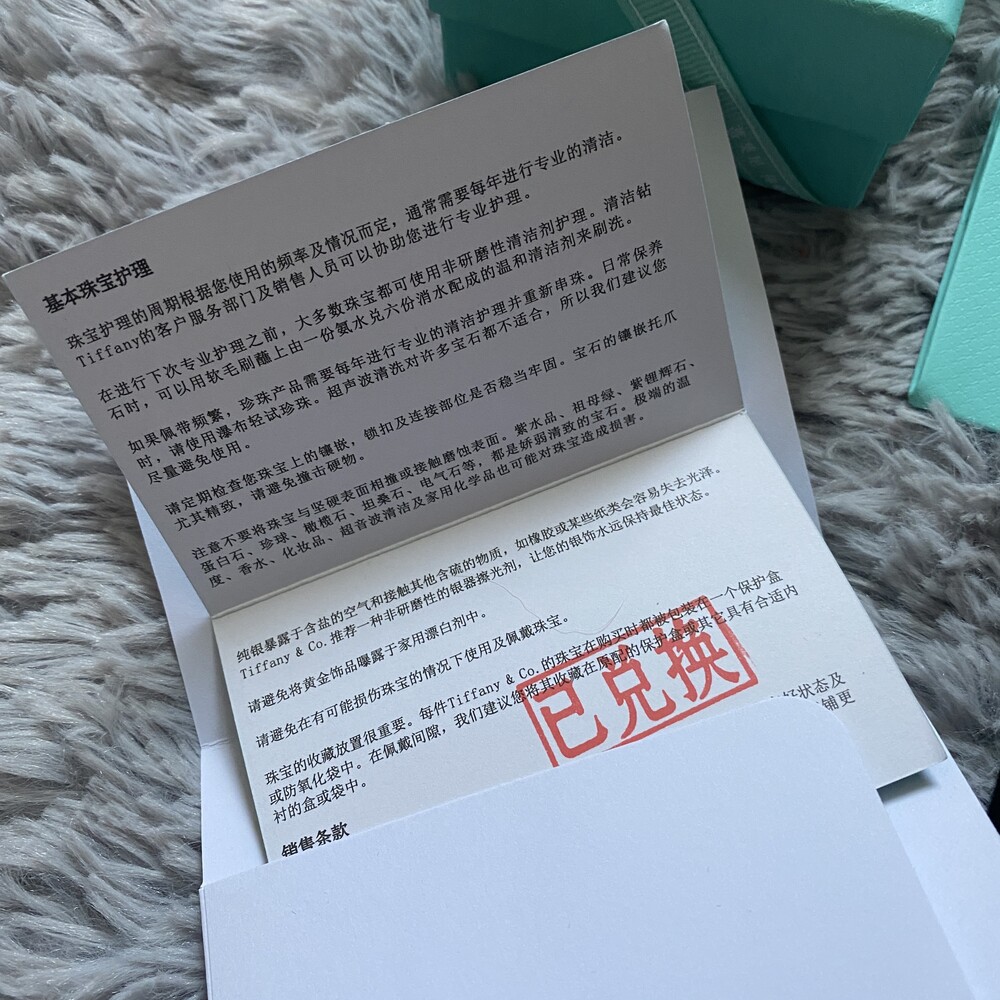 基本珠宝护理
珠宝护理的周期根据您使用的频率及情况而定，通常需要每年进行专业的清洁。
Tiffany的客户服务部门及销售人员可以协助您进行专业护理。
在进行下次专业护理之前，大多数珠宝都可使用非研磨性清洁剂护理。清洁钻
石时，可以用软毛刷蘸上由一份氨水兑六份消水配成的温和清洁剂来刷洗。
如果佩带频繁，珍珠产品需要每年进行专业的清洁护理并重新串珠。日常保养
时，请使用瀑布轻试珍珠。超声波清洗对许多宝石都不适合，所以我们建议您
尽量避免使用。
请定期检查您珠宝上的镶嵌，锁扣及连接部位是否稳当牢固。宝石的镶嵌托爪
尤其精致，请避免撞击硬物。
注意不要将珠宝与坚硬表面相撞或接触磨蚀表面。紫水品、祖母绿、紫锂辉石、
蛋白石、珍球、橄榄石、坦桑石、电气石等，都是娇弱清致的宝石。极端的温
度、香水、化妆品、超音波清洁及家用化学品也可能对珠宝造成损害。
纯银暴露于含盐的空气和接触其他含硫的物质，如橡胶或某些纸类会容易失去光泽。
Tiffany & Co. 推荐一种非研磨性的银器擦光剂，让您的银饰水远保持最佳状态。
请避免将黄金饰品曝露于家用漂白剂中。
请避免在有可能损伤珠宝的情况下使用及佩戴珠宝。
珠宝的收藏放置很重要。每件Tiffany & Co. 的珠宝在购买时都被包装在一个保护盒
或防氧化袋中。在佩戴间隙，我们建议您将其收藏在原配的保护盒或其它具有合适内
衬的盒或袋中。
已兑换
销售条款
状态及
铺更